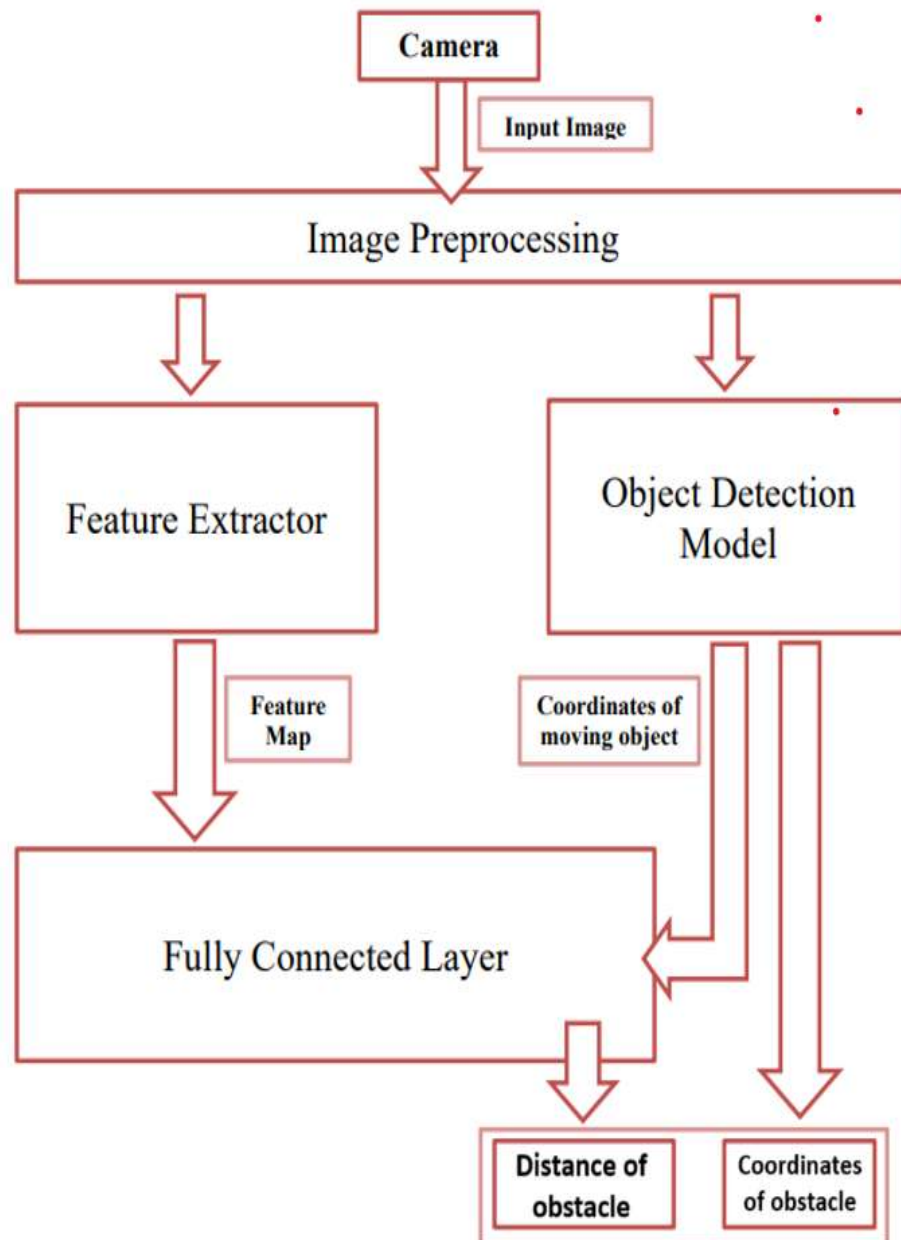 Camera
Input Image
Image Preprocessing
Feature Extractor
Object Detection
Model
Feature
Map
Coordinates of
moving object
Fully Connected Layer
Distance of
obstacle
Coordinates
of obstacle